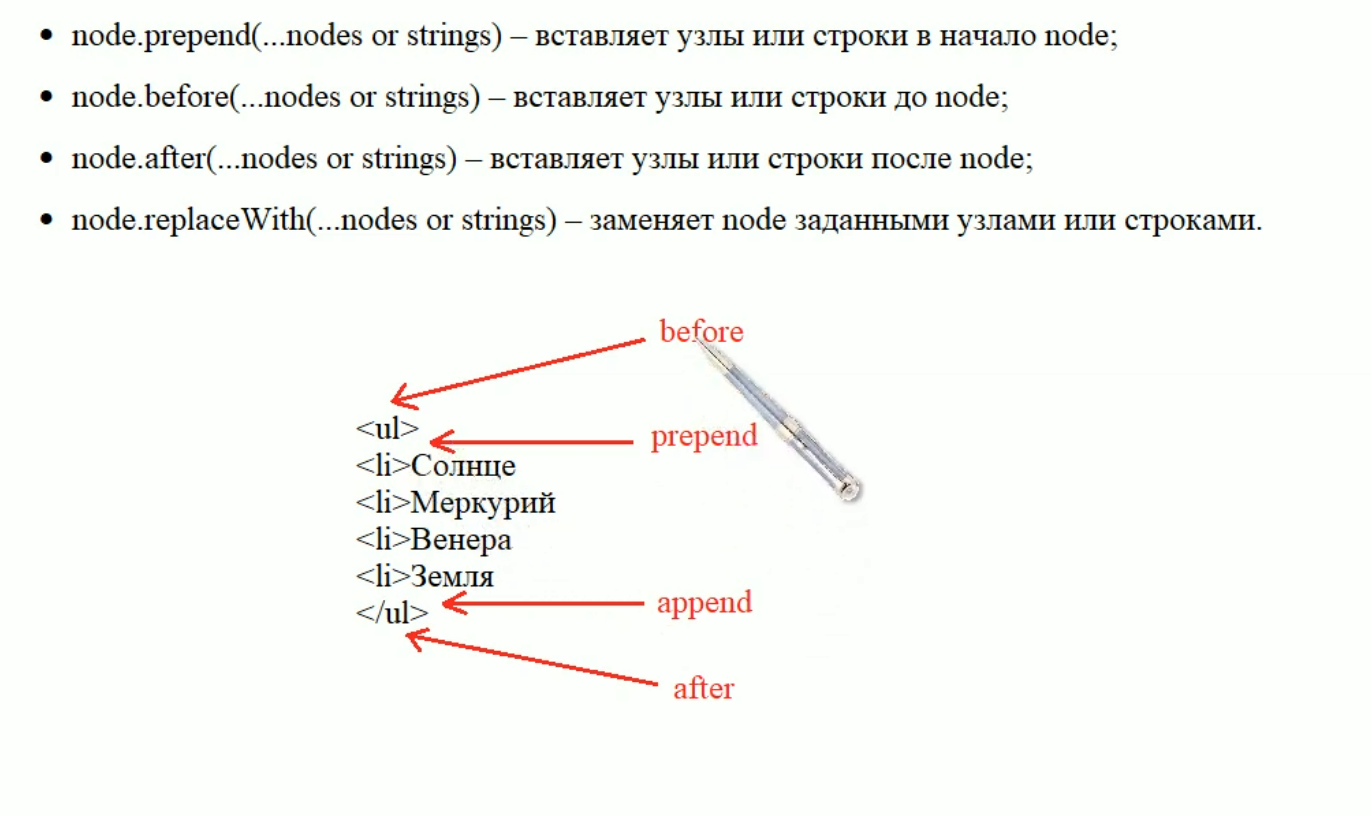 • node.prepend(...nodes or strings) – вставляет узлы или строки в начало node;
• node.before(...nodes or strings) – вставляет узлы или строки до node;
• node.after(...nodes or strings) – вставляет узлы или строки после node;
• node.replaceWith(...nodes or strings) – заменяет node заданными узлами или строками.
before
<ul>
prepend
<li>Солнце
<li>Меркурий
<li>Венера
<li>Земля
append
</ul>
after